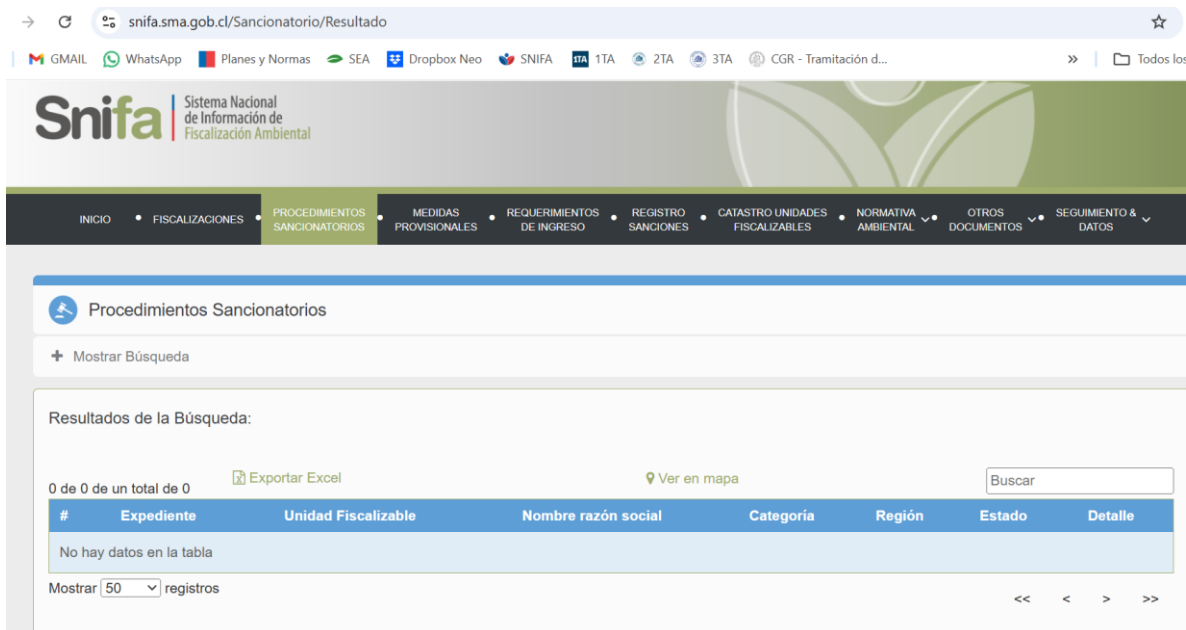 snifa.sma.gob.cl/Sancionatorio/Resultado
GMAIL WhatsApp Planes y Normas SEA Dropbox Neo SNIFA 1TA 1TA 2TA 3TA CGR - Tramitación d... » Todos los
Snifa Sistema Nacional
de Información de
Fiscalización Ambiental
INICIO • FISCALIZACIONES • PROCEDIMIENTOS SANCIONATORIOS • MEDIDAS PROVISIONALES • REQUERIMIENTOS DE INGRESO • REGISTRO SANCIONES • CATASTRO UNIDADES FISCALIZABLES • NORMATIVA AMBIENTAL • OTROS DOCUMENTOS • SEGUIMIENTO & DATOS
Procedimientos Sancionatorios
+ Mostrar Búsqueda
Resultados de la Búsqueda:
0 de 0 de un total de 0 Exportar Excel Ver en mapa Buscar
# Expediente Unidad Fiscalizable Nombre razón social Categoría Región Estado Detalle
No hay datos en la tabla
Mostrar 50 registros
<< < > >>